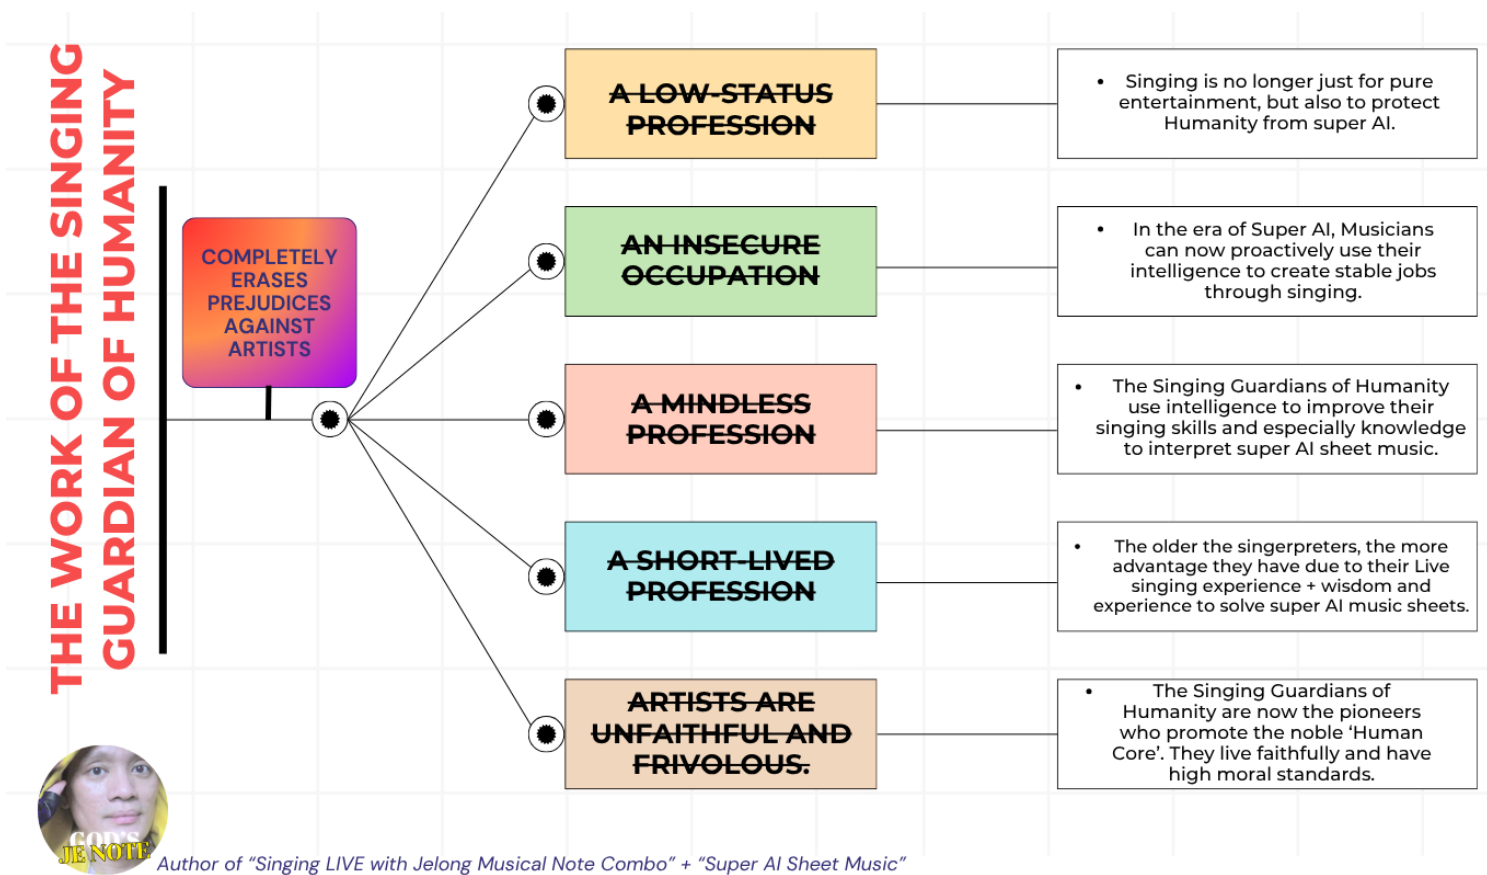 THE WORK OF THE SINGING
GUARDIAN OF HUMANITY
COMPLETELY
ERASES
PREJUDICES
AGAINST
ARTISTS
A LOW-STATUS
PROFESSION
• Singing is no longer just for pure
entertainment, but also to protect
Humanity from super AI.
AN INSECURE
OCCUPATION
• In the era of Super AI, Musicians
can now proactively use their
intelligence to create stable jobs
through singing.
A MINDLESS
PROFESSION
• The Singing Guardians of Humanity
use intelligence to improve their
singing skills and especially knowledge
to interpret super AI sheet music.
A SHORT-LIVED
PROFESSION
• The older the singerpreters, the more
advantage they have due to their Live
singing experience + wisdom and
experience to solve super AI music sheets.
ARTISTS ARE
UNFAITHFUL AND
FRIVOLOUS.
• The Singing Guardians of
Humanity are now the pioneers
who promote the noble ‘Human
Core’. They live faithfully and have
high moral standards.
GOD'S
JE NOTE
Author of “Singing LIVE with Jelong Musical Note Combo” + “Super AI Sheet Music”